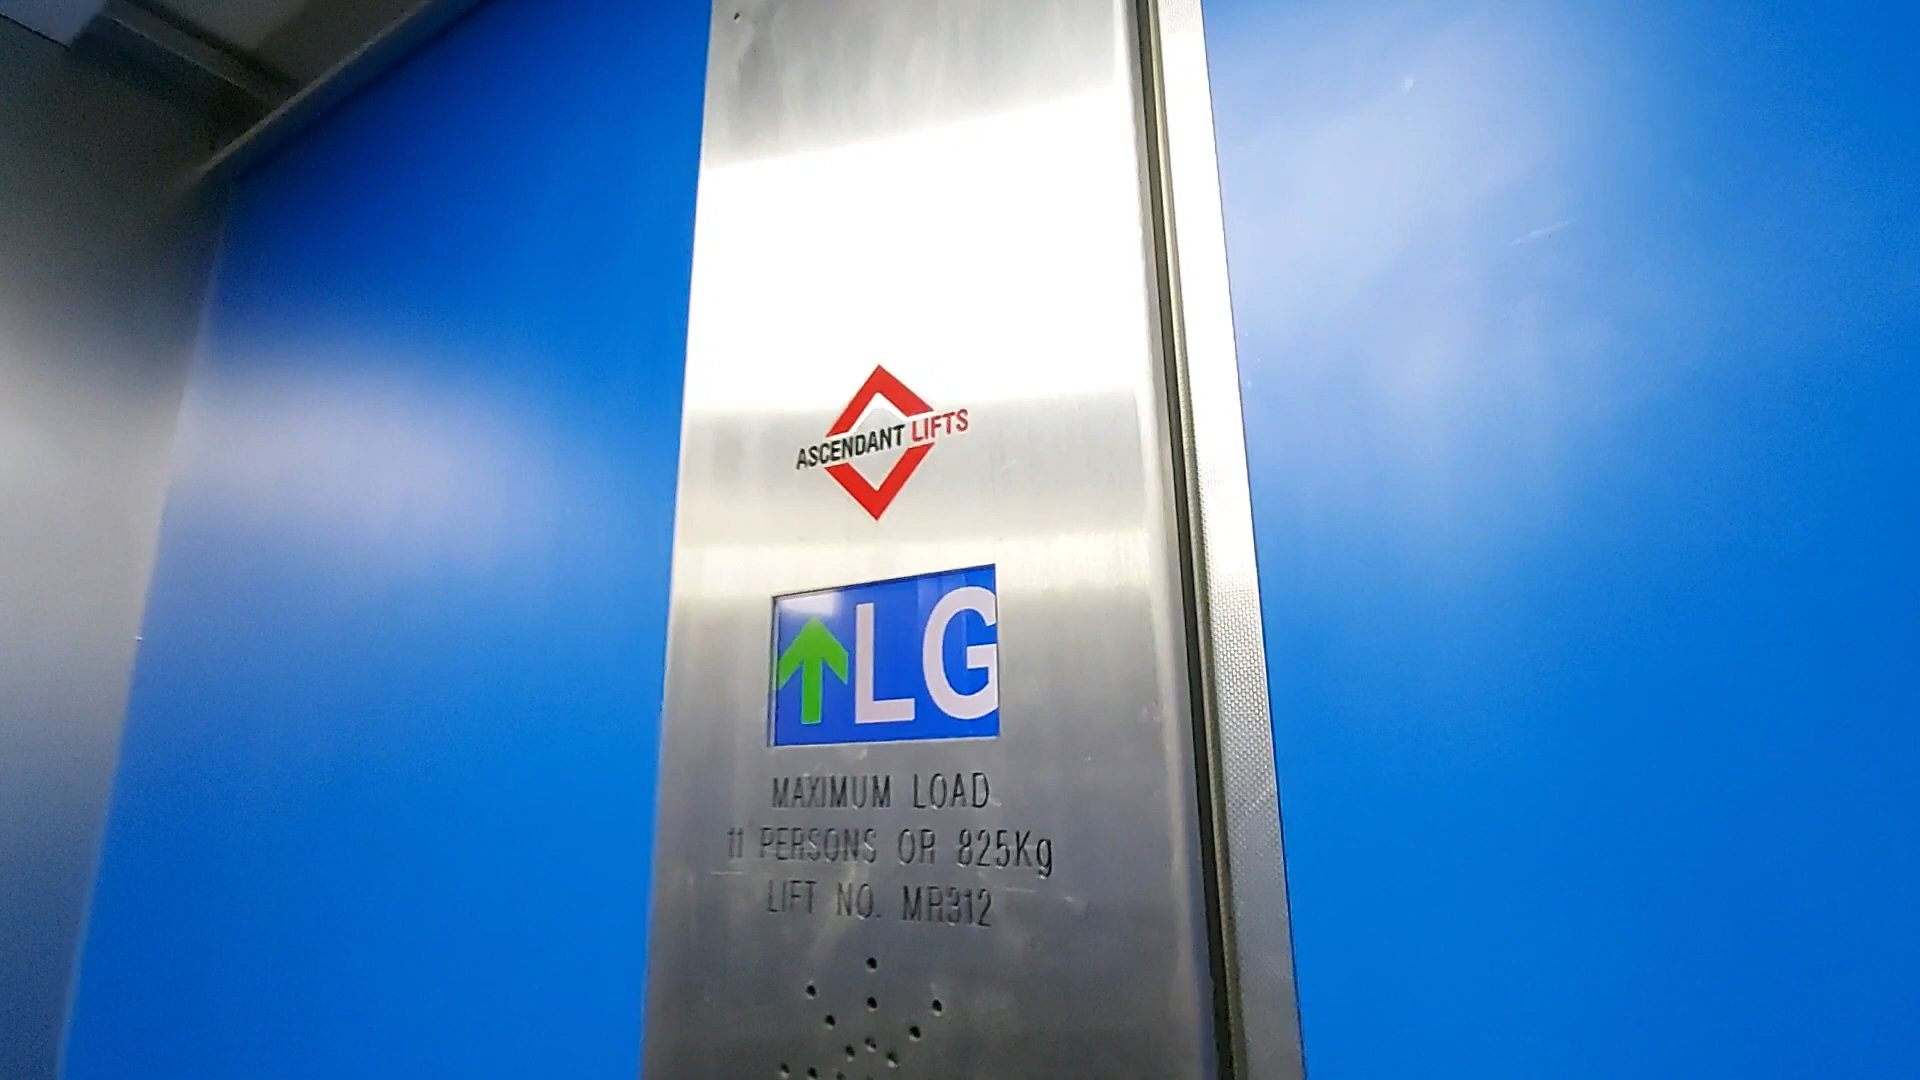 ASCENDANT LIFTS
LG
MAXIMUM LOAD
11 PERSONS OR 825Kg
LIFT NO. MR312